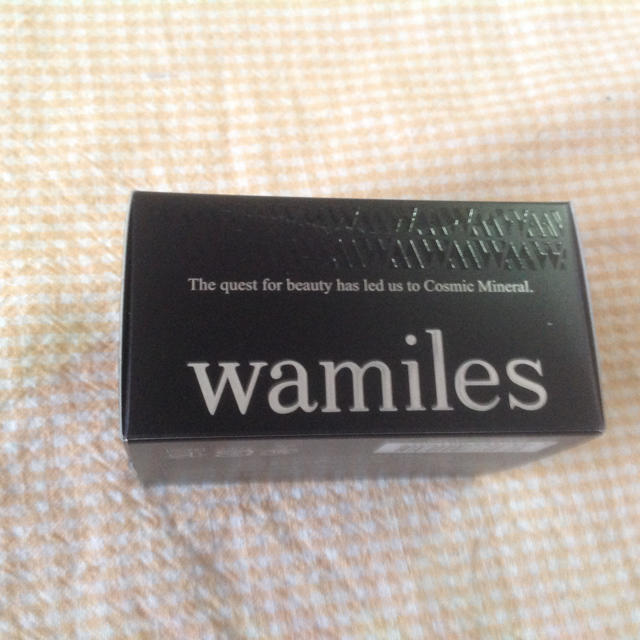 The quest for beauty has led us to Cosmic Mineral.
wamiles